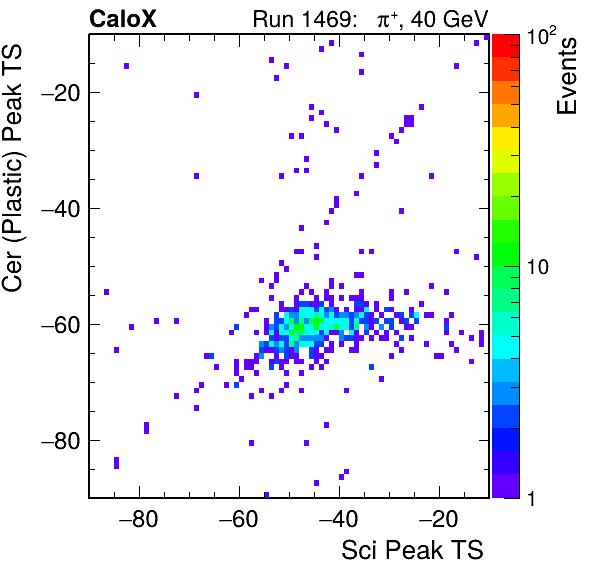 CaloX Run 1469: π⁺, 40 GeV
Cer (Plastic) Peak TS
−20
−40
−60
−80
−80 −60 −40 −20
Sci Peak TS
10²
10
1
Events